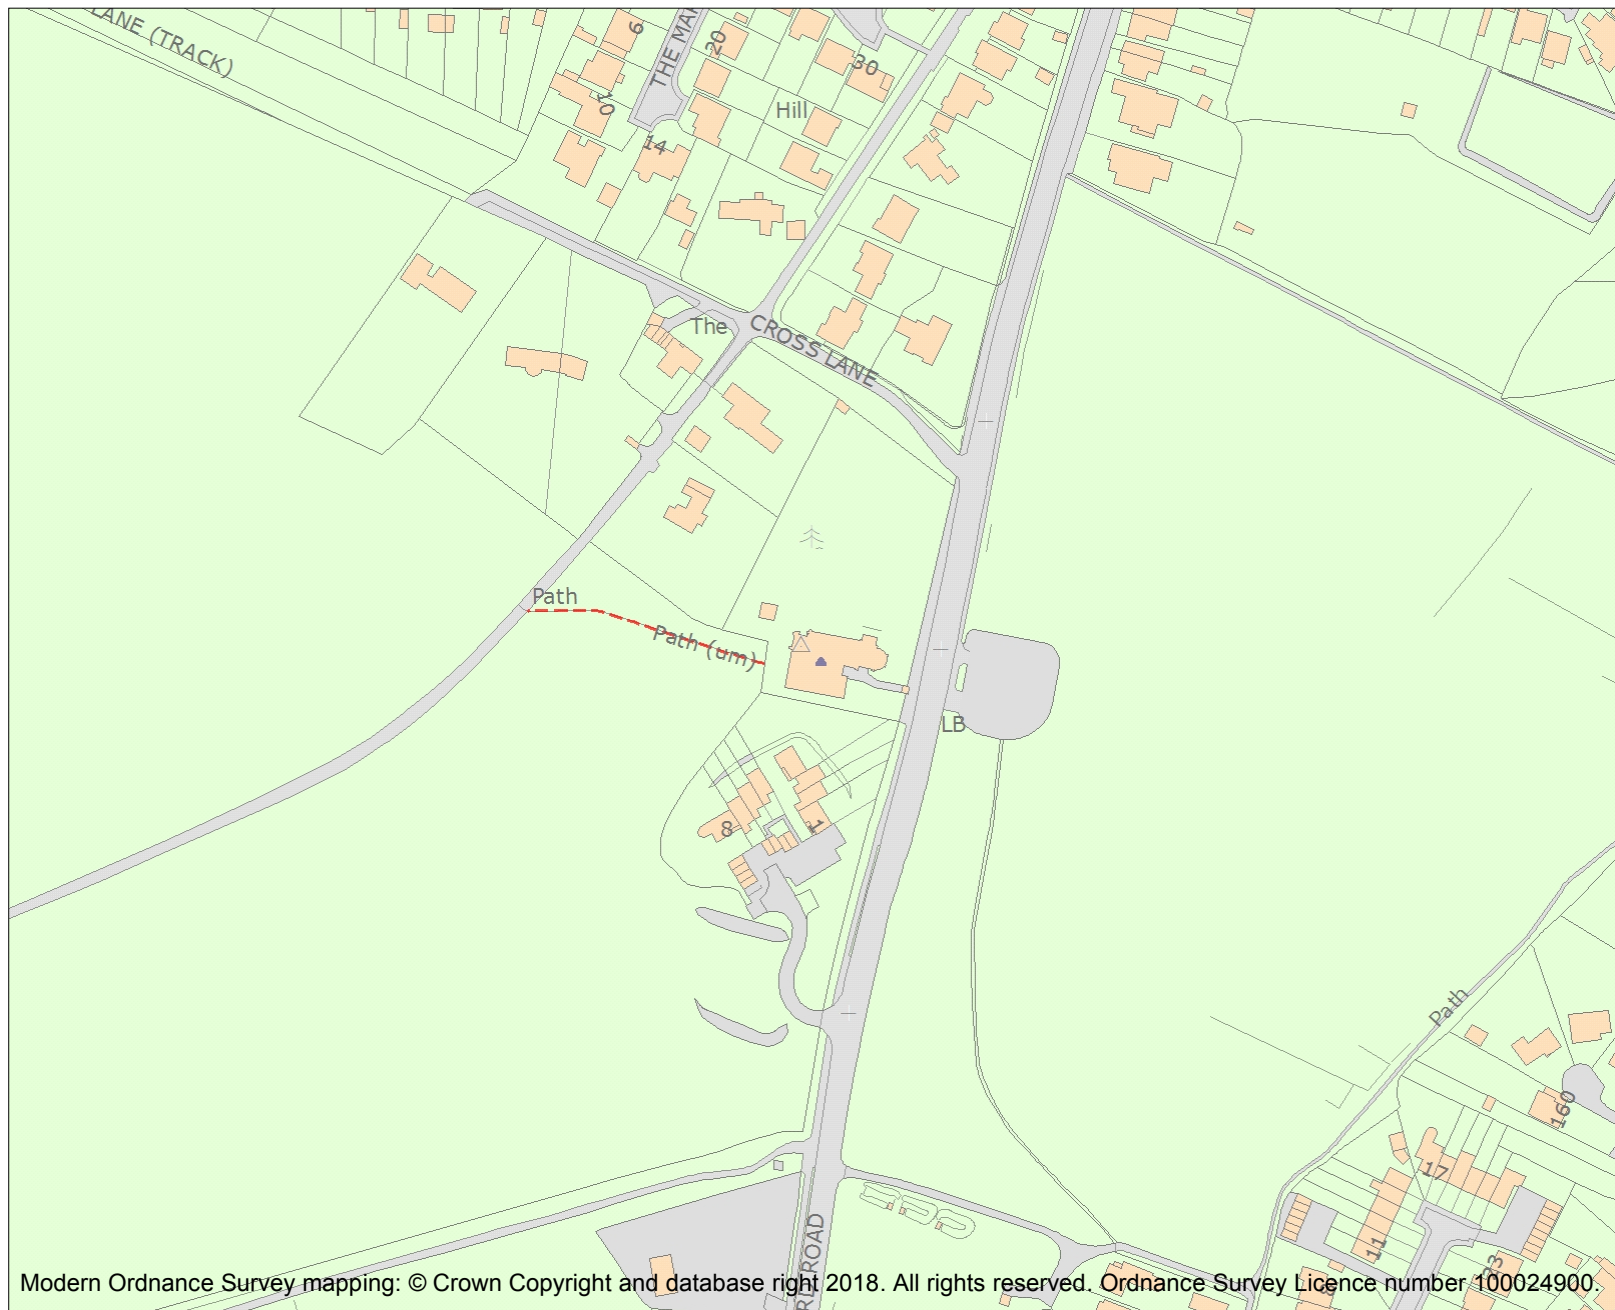 LANE (TRACK)
6
THE MAN
20
30
10
Hill
14
The
CROSS LANE
Path
Path (um)
LB
8
1
Path
160
17
11
23
ROAD
Modern Ordnance Survey mapping: © Crown Copyright and database right 2018. All rights reserved. Ordnance Survey Licence number 100024900.